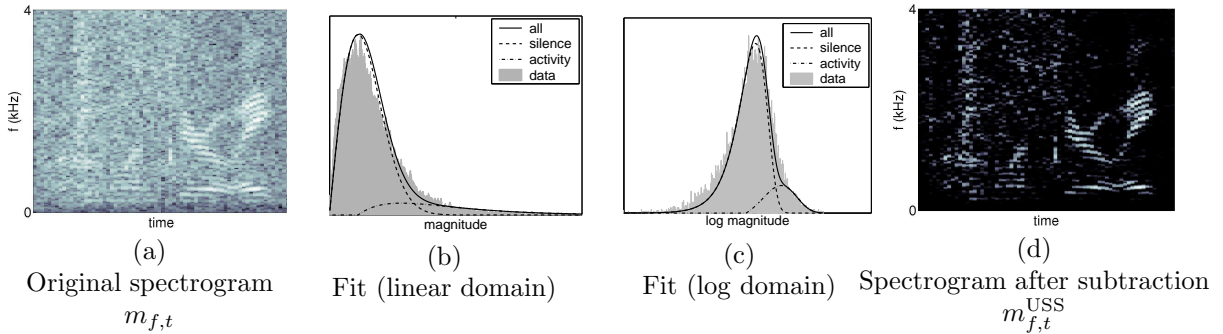 4
f (kHz)
0
time
(a)
Original spectrogram
m_{f,t}
all
silence
activity
data
magnitude
(b)
Fit (linear domain)
all
silence
activity
data
log magnitude
(c)
Fit (log domain)
4
f (kHz)
0
time
(d)
Spectrogram after subtraction
m_{f,t}^{USS}